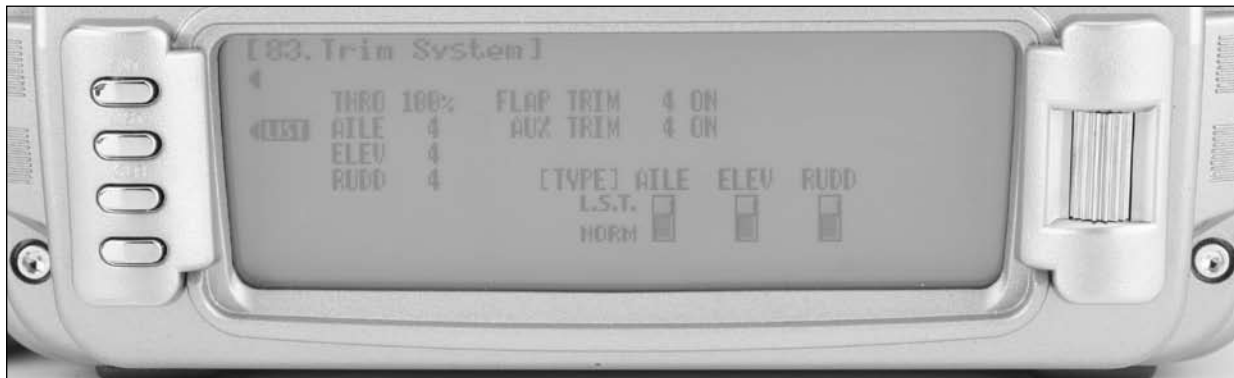 [83.Trim System]
THRO 100% FLAP TRIM 4 ON
LIST AILE 4 AUX TRIM 4 ON
ELEV 4
RUDD 4 [TYPE] AILE ELEV RUDD
L.S.T.
NORM